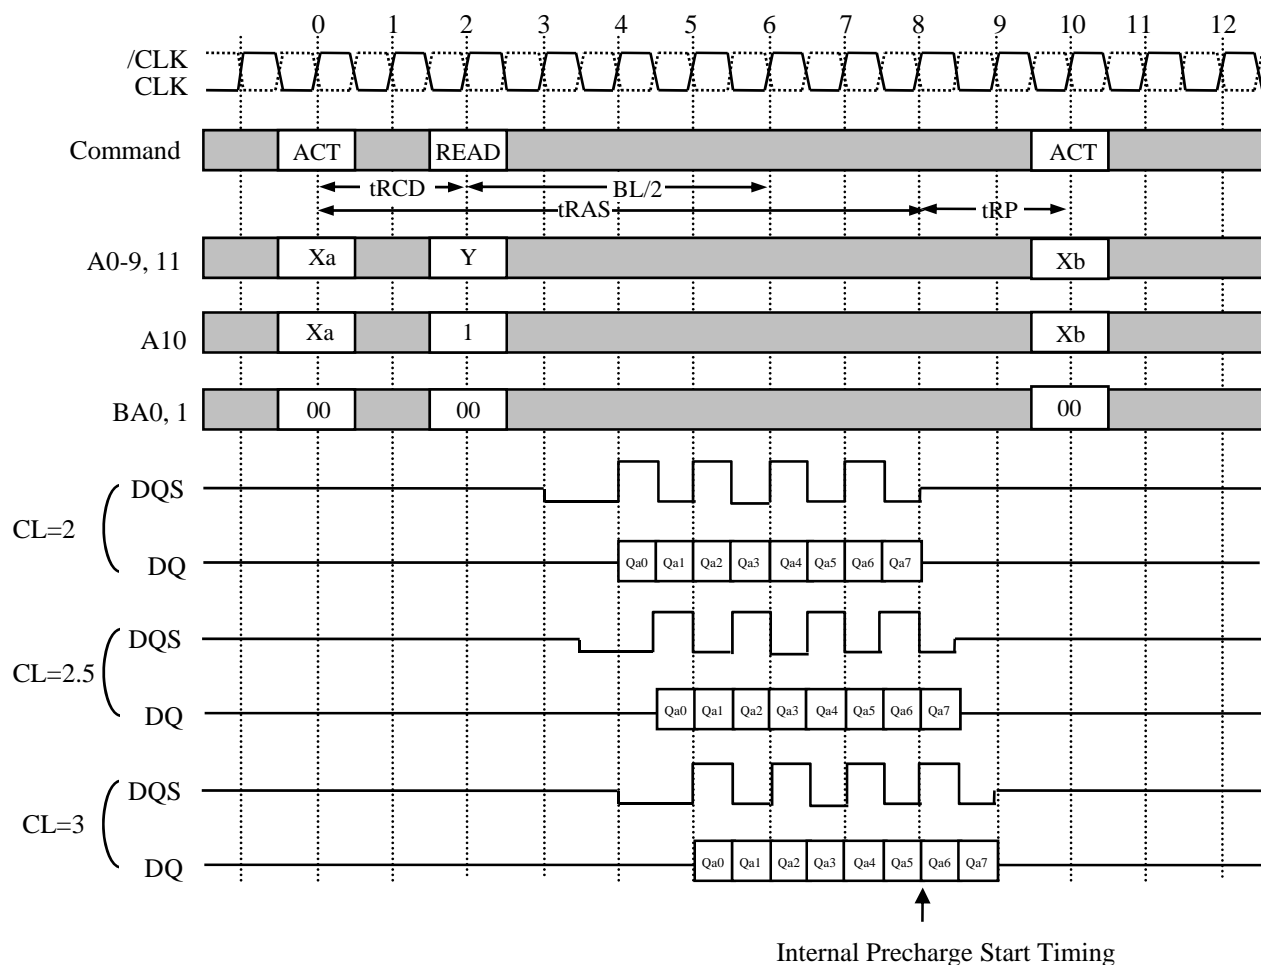 0 1 2 3 4 5 6 7 8 9 10 11 12
/CLK
CLK
Command ACT READ ACT
tRCD BL/2
tRAS tRP
A0-9, 11 Xa Y Xb
A10 Xa 1 Xb
BA0, 1 00 00 00
DQS
CL=2
DQ Qa0 Qa1 Qa2 Qa3 Qa4 Qa5 Qa6 Qa7
DQS
CL=2.5
DQ Qa0 Qa1 Qa2 Qa3 Qa4 Qa5 Qa6 Qa7
DQS
CL=3
DQ Qa0 Qa1 Qa2 Qa3 Qa4 Qa5 Qa6 Qa7
Internal Precharge Start Timing